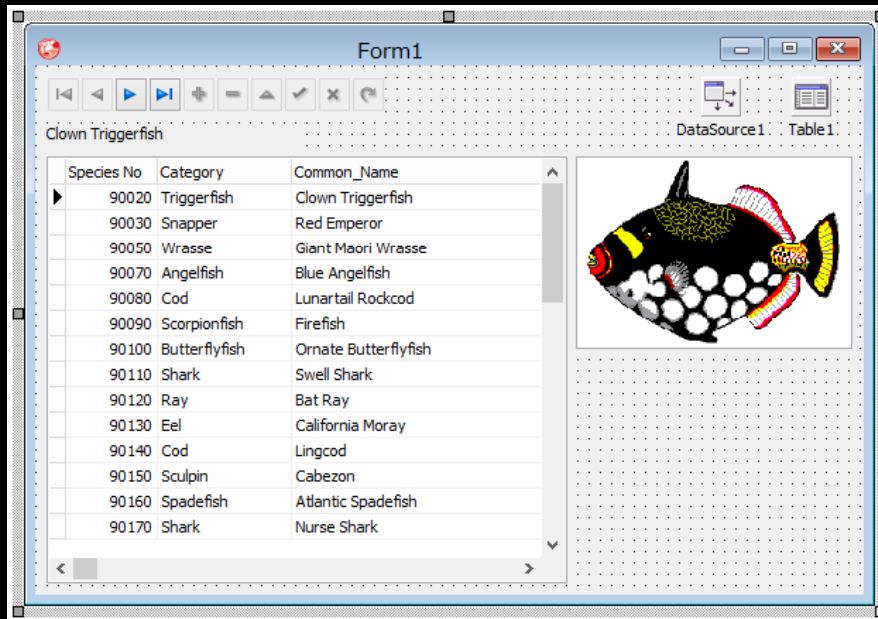 Form1
DataSource1 Table1
Clown Triggerfish
Species No Category Common_Name
90020 Triggerfish Clown Triggerfish
90030 Snapper Red Emperor
90050 Wrasse Giant Maori Wrasse
90070 Angelfish Blue Angelfish
90080 Cod Lunartail Rockcod
90090 Scorpionfish Firefish
90100 Butterflyfish Ornate Butterflyfish
90110 Shark Swell Shark
90120 Ray Bat Ray
90130 Eel California Moray
90140 Cod Lingcod
90150 Sculpin Cabezon
90160 Spadefish Atlantic Spadefish
90170 Shark Nurse Shark